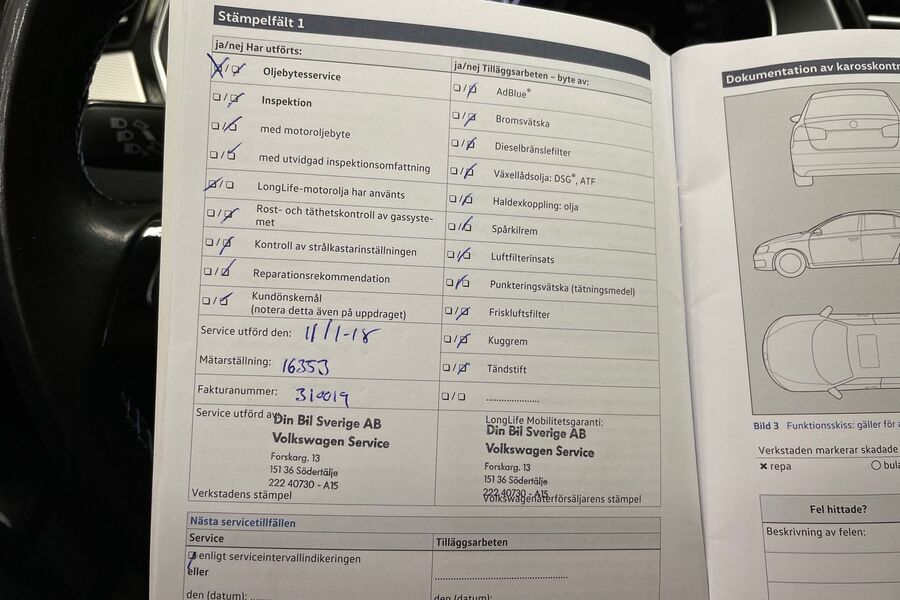 Stämpelfält 1
ja/nej Har utförts:
Oljebytesservice
Inspektion
med motoroljebyte
med utvidgad inspektionsomfattning
LongLife-motorolja har använts
Rost- och täthetskontroll av gassyste-
met
Kontroll av strålkastarinställningen
Reparationsrekommendation
Kundönskemål
(notera detta även på uppdraget)
Service utförd den: 11/1-18
Mätarställning: 16353
Fakturanummer: 310019
Service utförd av:
Din Bil Sverige AB
Volkswagen Service
Forskarg. 13
151 36 Södertälje
222 40730 - A15
Verkstadens stämpel
ja/nej Tilläggsarbeten – byte av:
AdBlue®
Bromsvätska
Dieselbränslefilter
Växellådsolja: DSG®, ATF
Haldexkoppling: olja
Spårkilrem
Luftfilterinsats
Punkteringsvätska (tätningsmedel)
Friskluftsfilter
Kuggrem
Tändstift
LongLife Mobilitetsgaranti:
Din Bil Sverige AB
Volkswagen Service
Forskarg. 13
151 36 Södertälje
222 40730 - A15
Volkswagenåterförsäljarens stämpel
Nästa servicetillfällen
Service
Tilläggsarbeten
enligt serviceintervallindikeringen
eller
den (datum):
den (datum):
Dokumentation av karosskontr
Bild 3 Funktionsskiss: gäller för
Verkstaden markerar skadade
repa
Fel hittade?
Beskrivning av felen: